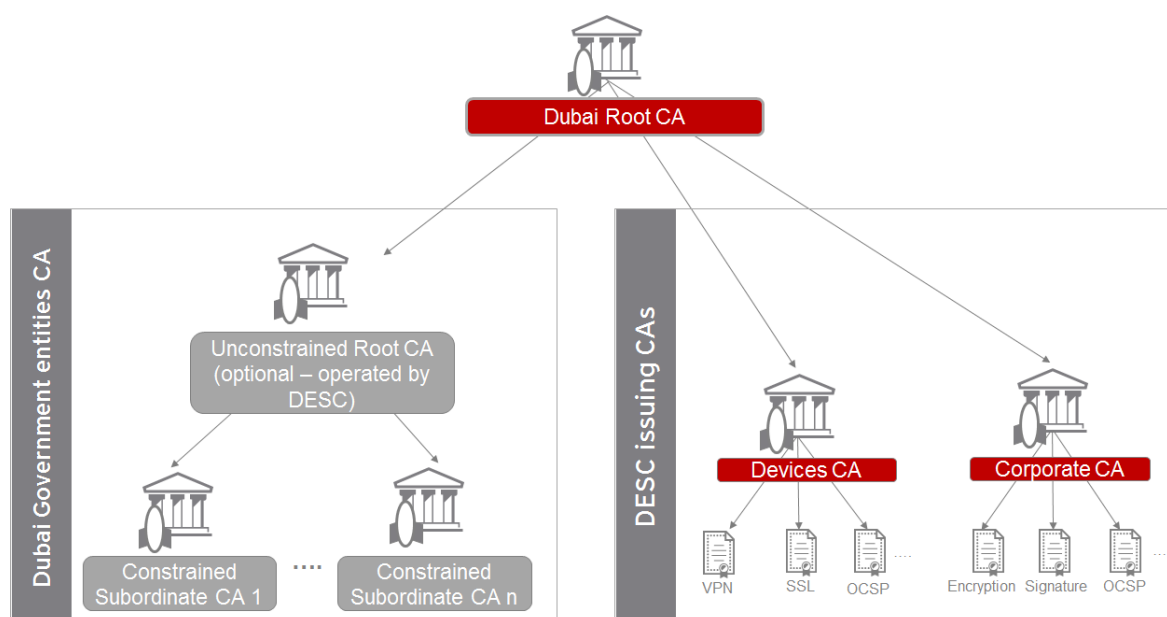 Dubai Root CA
Dubai Government entities CA
Unconstrained Root CA
(optional – operated by
DESC)
Constrained
Subordinate CA 1
....
Constrained
Subordinate CA n
DESC issuing CAs
Devices CA
VPN
SSL
OCSP
....
Corporate CA
Encryption
Signature
OCSP
....